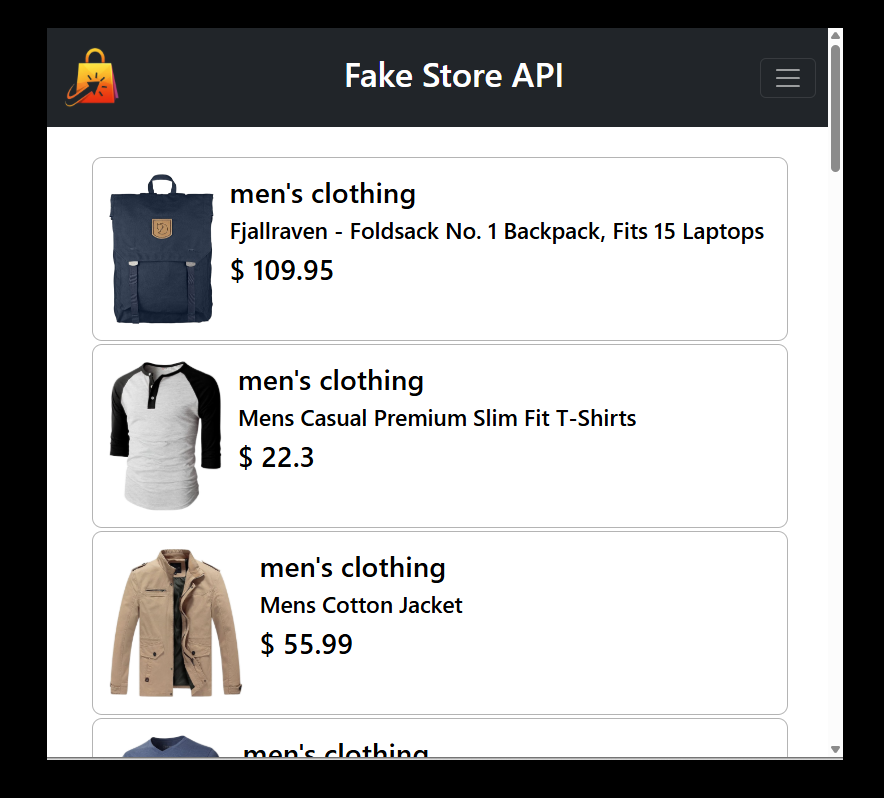 Fake Store API
men's clothing
Fjallraven - Foldsack No. 1 Backpack, Fits 15 Laptops
$ 109.95
men's clothing
Mens Casual Premium Slim Fit T-Shirts
$ 22.3
men's clothing
Mens Cotton Jacket
$ 55.99
men's clothing